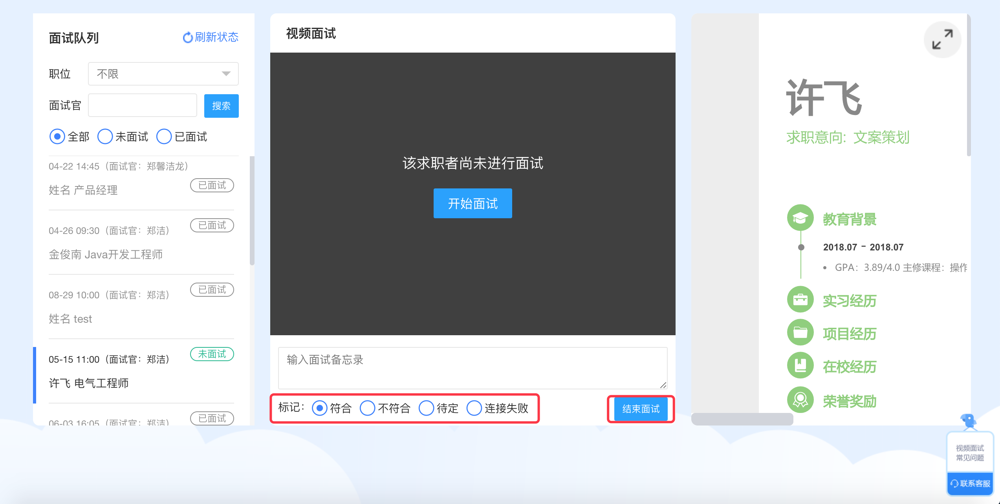 面试队列
刷新状态
职位
不限
面试官
搜索
全部
未面试
已面试
04-22 14:45（面试官：郑馨洁龙）
姓名 产品经理
已面试
04-26 09:30（面试官：郑洁）
已面试
金俊南 Java开发工程师
08-29 10:00（面试官：郑洁）
已面试
姓名 test
05-15 11:00（面试官：郑洁）
未面试
许飞 电气工程师
06-03 16:05（面试官：郑洁）
已面试
视频面试
该求职者尚未进行面试
开始面试
输入面试备忘录
标记：
符合
不符合
待定
连接失败
结束面试
许飞
求职意向：文案策划
教育背景
2018.07 - 2018.07
• GPA：3.89/4.0 主修课程：操作
实习经历
项目经历
在校经历
荣誉奖励
视频面试
常见问题
联系客服